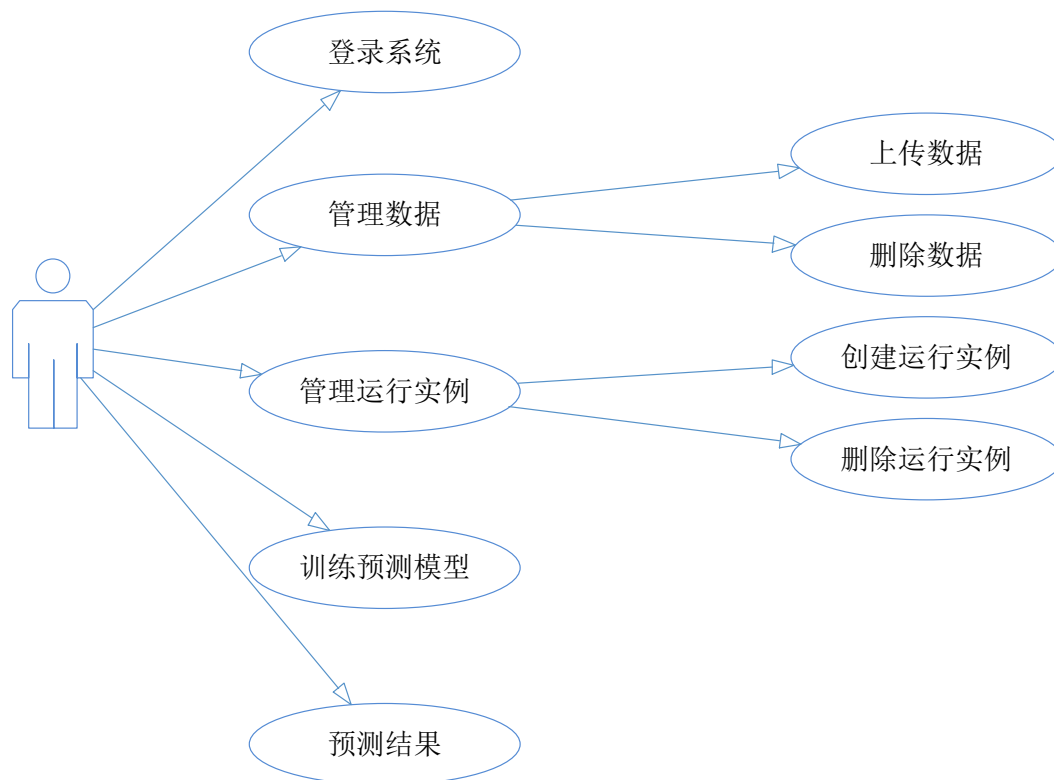 登录系统
上传数据
管理数据
删除数据
创建运行实例
管理运行实例
删除运行实例
训练预测模型
预测结果